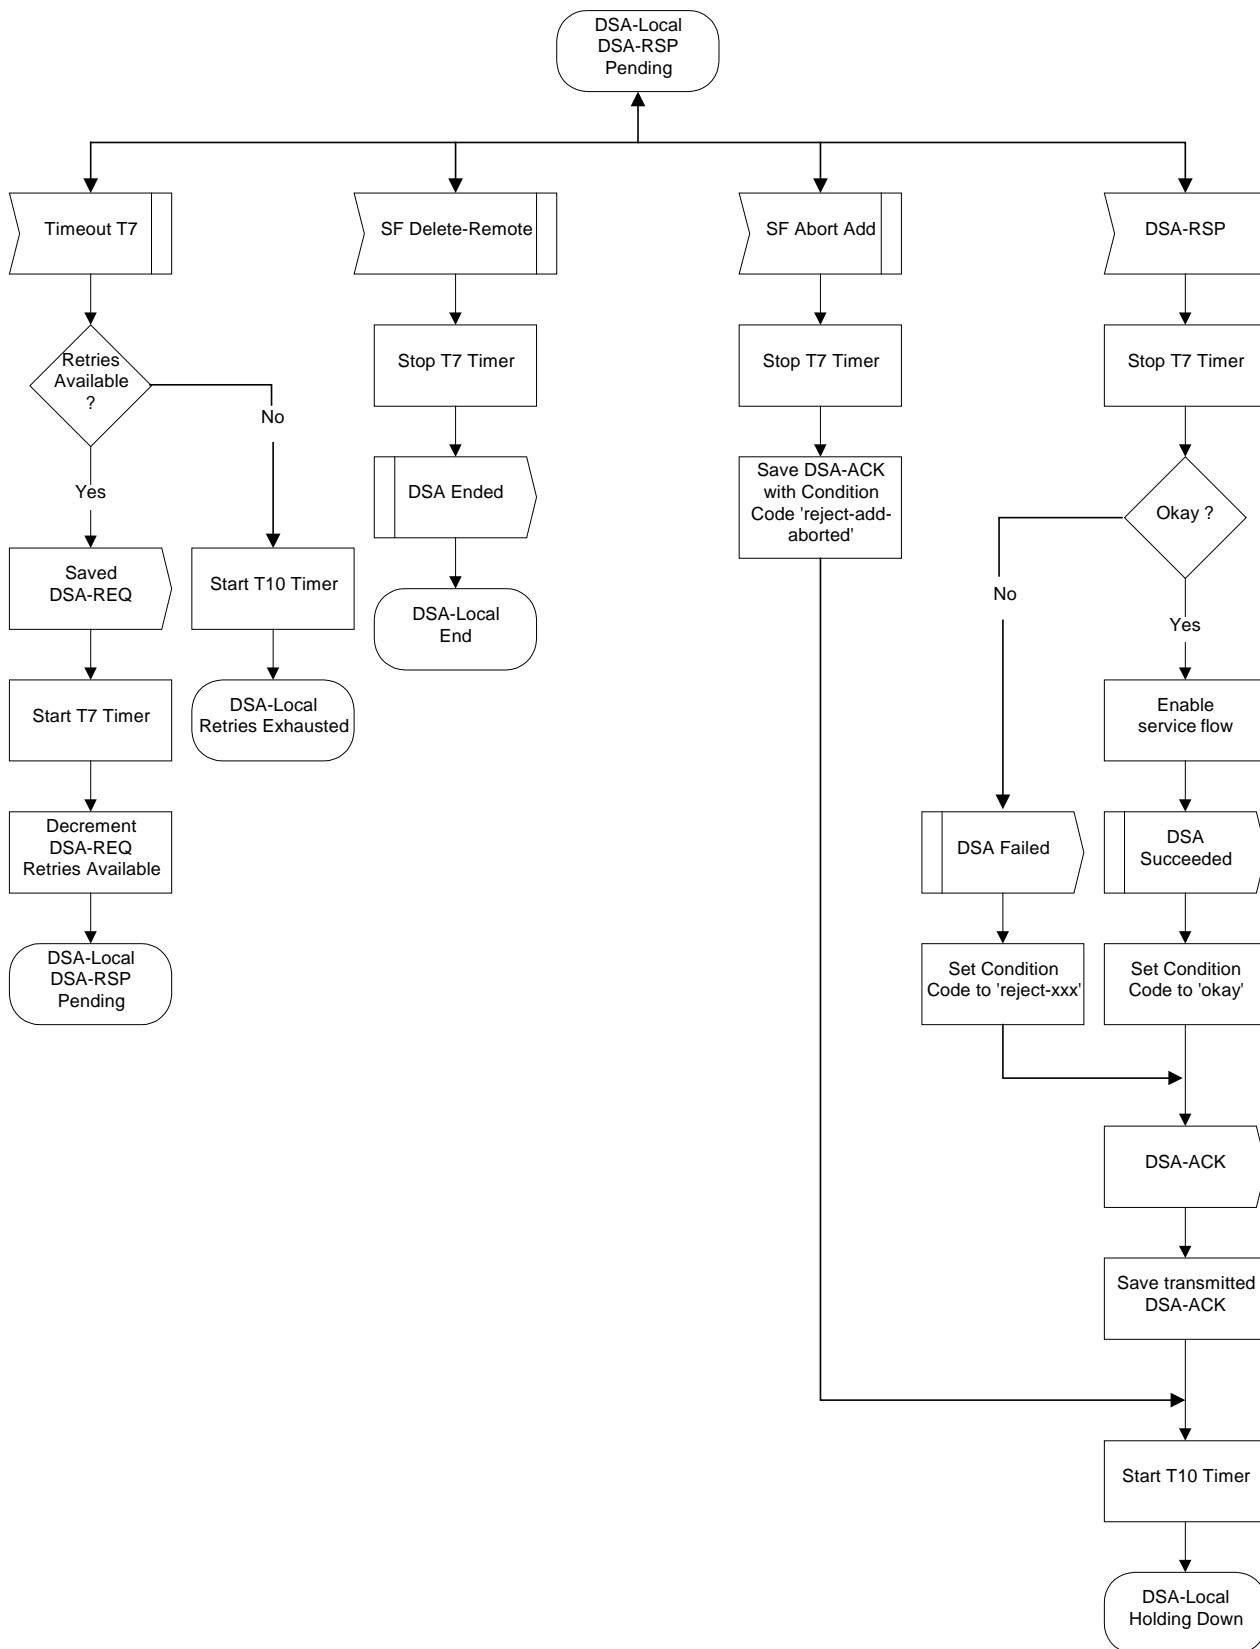 DSA-Local
DSA-RSP
Pending
Timeout T7
SF Delete-Remote
SF Abort Add
DSA-RSP
Retries
Available
?
Stop T7 Timer
Stop T7 Timer
Stop T7 Timer
No
Yes
DSA Ended
Save DSA-ACK
with Condition
Code 'reject-add-
aborted'
Okay ?
Saved
DSA-REQ
Start T10 Timer
DSA-Local
End
No
Yes
Start T7 Timer
DSA-Local
Retries Exhausted
Enable
service flow
Decrement
DSA-REQ
Retries Available
DSA Failed
DSA
Succeeded
DSA-Local
DSA-RSP
Pending
Set Condition
Code to 'reject-xxx'
Set Condition
Code to 'okay'
DSA-ACK
Save transmitted
DSA-ACK
Start T10 Timer
DSA-Local
Holding Down